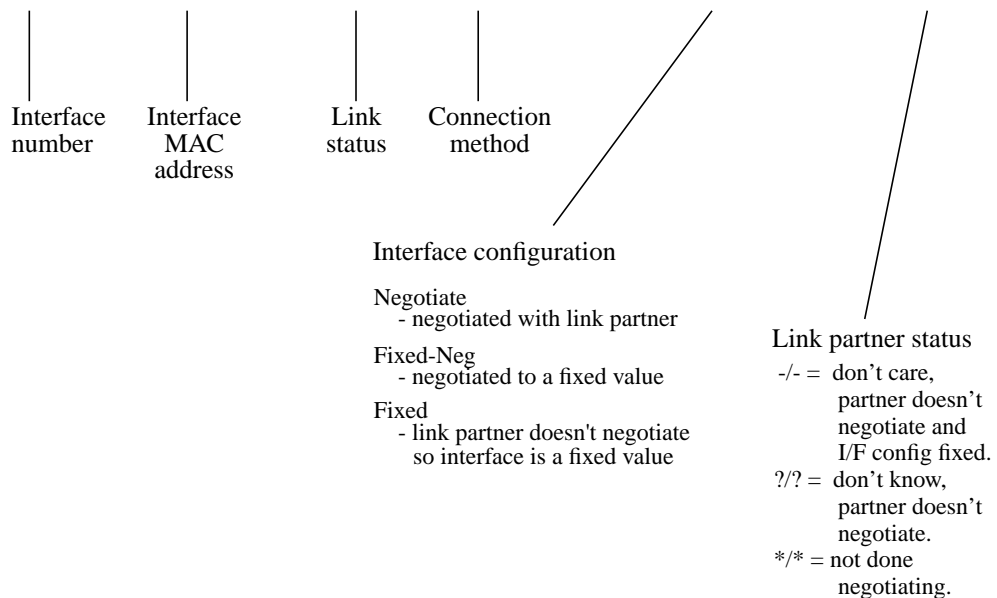 Interface
number
Interface
MAC
address
Link
status
Connection
method
Interface configuration
Negotiate
- negotiated with link partner
Fixed-Neg
- negotiated to a fixed value
Fixed
- link partner doesn't negotiate
so interface is a fixed value
Link partner status
-/- = don’t care,
partner doesn’t
negotiate and
I/F config fixed.
?/? = don’t know,
partner doesn’t
negotiate.
*/* = not done
negotiating.